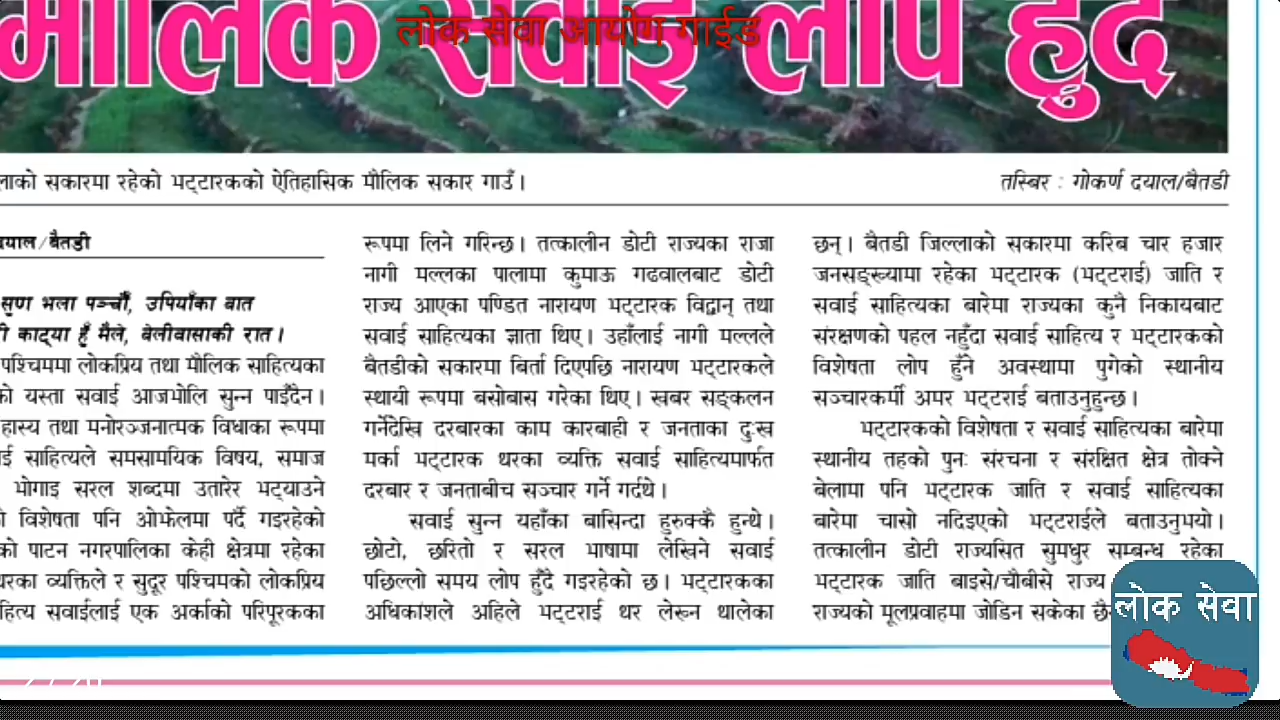 मौलिक सवाई लोप हुँदै
लोक सेवा आयोग गाईड
लाको सकारमा रहेको भट्टारकको ऐतिहासिक मौलिक सकार गाउँ।
तस्बिर : गोकर्ण दयाल/बैतडी
दयाल/बैतडी
सुण भला पञ्चौं, उपियाँका बात
काट्या हुँ मैले, बेलीवासाकी रात।
पश्चिममा लोकप्रिय तथा मौलिक साहित्यका
को यस्ता सवाई आजभोलि सुन्न पाइँदैन।
हास्य तथा मनोरञ्जनात्मक विधाका रूपमा
ई साहित्यले समसामयिक विषय, समाज
भोगाइ सरल शब्दमा उतारेर भट्याउने
विशेषता पनि ओझेलमा पर्दै गइरहेको
को पाटन नगरपालिका केही क्षेत्रमा रहेका
थरका व्यक्तिले र सुदूर पश्चिमको लोकप्रिय
हित्य सवाईलाई एक अर्काको परिपूरकका
रूपमा लिने गरिन्छ। तत्कालीन डोटी राज्यका राजा
नागी मल्लका पालामा कुमाऊ गढवालबाट डोटी
राज्य आएका पण्डित नारायण भट्टारक विद्वान् तथा
सवाई साहित्यका ज्ञाता थिए। उहाँलाई नागी मल्लले
बैतडीको सकारमा बिर्ता दिएपछि नारायण भट्टारकले
स्थायी रूपमा बसोबास गरेका थिए। खबर सङ्कलन
गर्नेदेखि दरबारका काम कारबाही र जनताका दुःख
मर्का भट्टारक थरका व्यक्ति सवाई साहित्यमार्फत
दरबार र जनताबीच सञ्चार गर्ने गर्दथे।
सवाई सुन्न यहाँका बासिन्दा हुरुक्कै हुन्थे।
छोटो, छरितो र सरल भाषामा लेखिने सवाई
पछिल्लो समय लोप हुँदै गइरहेको छ। भट्टारकका
अधिकांशले अहिले भट्टराई थर लेख्न थालेका
छन्। बैतडी जिल्लाको सकारमा करिब चार हजार
जनसङ्ख्यामा रहेका भट्टारक (भट्टराई) जाति र
सवाई साहित्यका बारेमा राज्यका कुनै निकायबाट
संरक्षणको पहल नहुँदा सवाई साहित्य र भट्टारकको
विशेषता लोप हुने अवस्थामा पुगेको स्थानीय
सञ्चारकर्मी अमर भट्टराई बताउनुहुन्छ।
भट्टारकको विशेषता र सवाई साहित्यका बारेमा
स्थानीय तहको पुनः संरचना र संरक्षित क्षेत्र तोक्ने
बेलामा पनि भट्टारक जाति र सवाई साहित्यका
बारेमा चासो नदिइएको भट्टराईले बताउनुभयो।
तत्कालीन डोटी राज्यसित सुमधुर सम्बन्ध रहेका
भट्टारक जाति बाइसे/चौबीसे राज्य
राज्यको मूलप्रवाहमा जोडिन सकेका
लोक सेवा